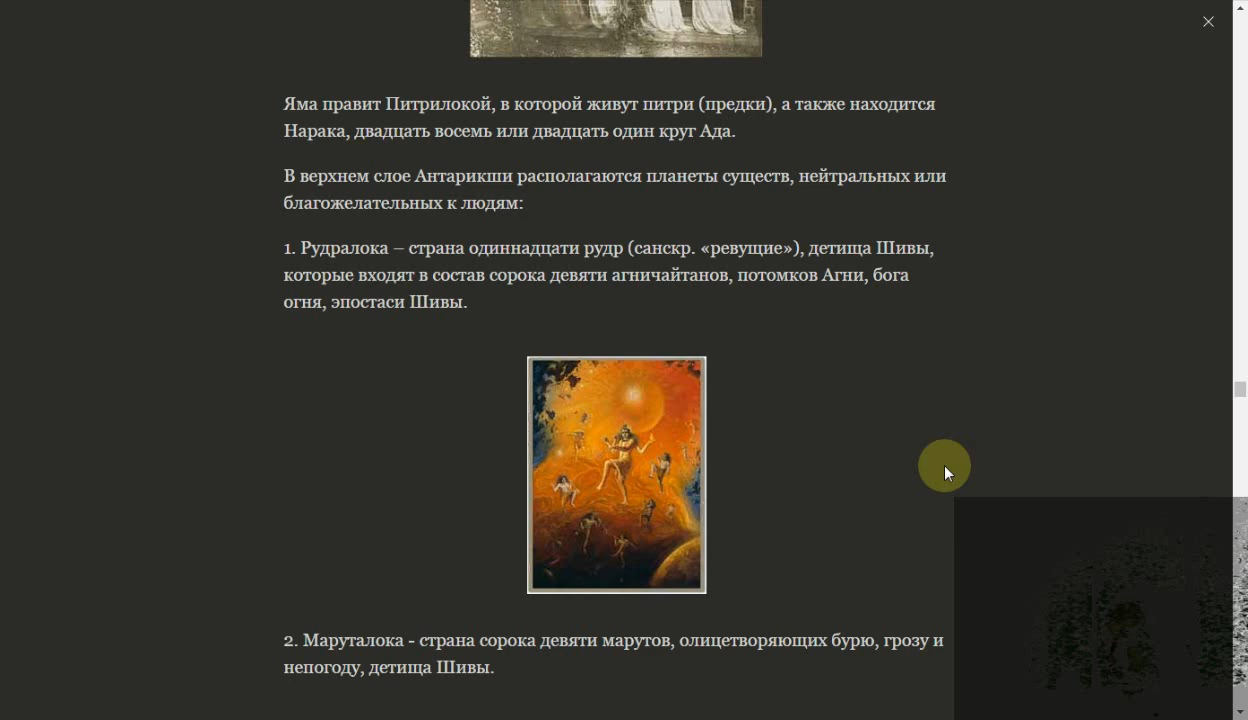 Яма правит Питрилокой, в которой живут питри (предки), а также находится
Нарака, двадцать восемь или двадцать один круг Ада.
В верхнем слое Антарикши располагаются планеты существ, нейтральных или
благожелательных к людям:
1. Рудралока – страна одиннадцати рудр (санскр. «ревущие»), детища Шивы,
которые входят в состав сорока девяти агничайтанов, потомков Агни, бога
огня, эпостаси Шивы.
2. Маруталока - страна сорока девяти марутов, олицетворяющих бурю, грозу и
непогоду, детища Шивы.